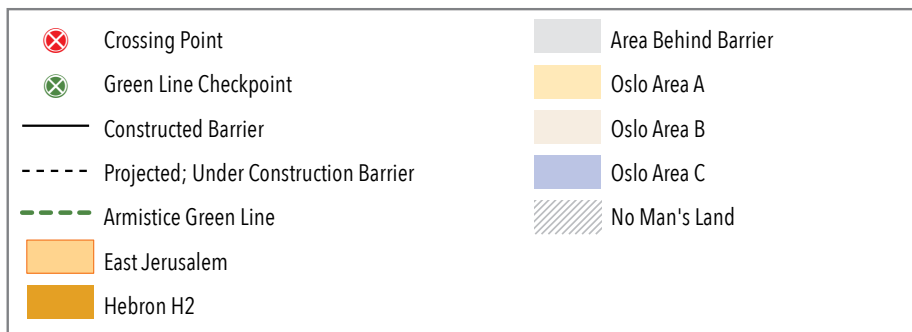 Crossing Point
Green Line Checkpoint
Constructed Barrier
Projected; Under Construction Barrier
Armistice Green Line
East Jerusalem
Hebron H2
Area Behind Barrier
Oslo Area A
Oslo Area B
Oslo Area C
No Man's Land